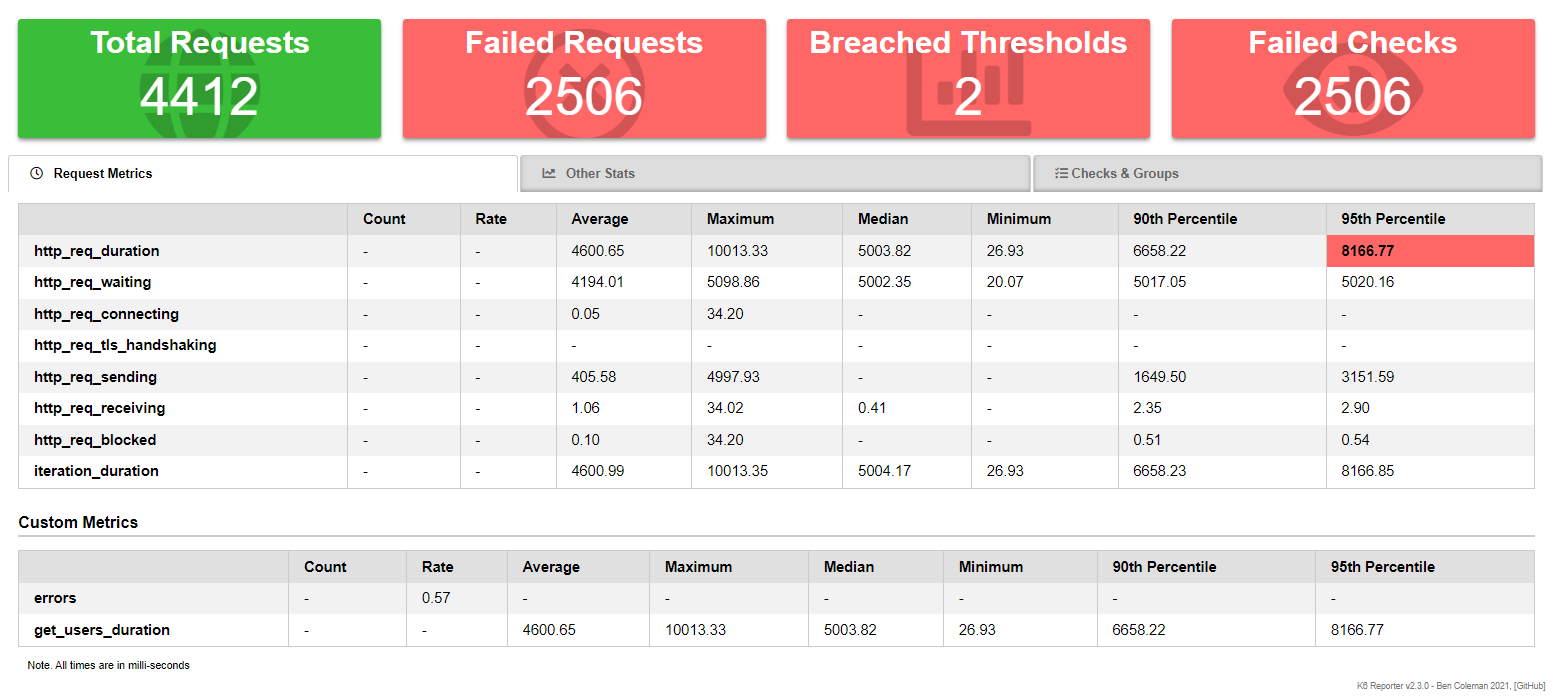 Total Requests Failed Requests Breached Thresholds Failed Checks
4412 2506 2 2506
Request Metrics Other Stats Checks & Groups
Count Rate Average Maximum Median Minimum 90th Percentile 95th Percentile
http_req_duration - - 4600.65 10013.33 5003.82 26.93 6658.22 8166.77
http_req_waiting - - 4194.01 5098.86 5002.35 20.07 5017.05 5020.16
http_req_connecting - - 0.05 34.20 - - - -
http_req_tls_handshaking - - - - - - - -
http_req_sending - - 405.58 4997.93 - - 1649.50 3151.59
http_req_receiving - - 1.06 34.02 0.41 - 2.35 2.90
http_req_blocked - - 0.10 34.20 - - 0.51 0.54
iteration_duration - - 4600.99 10013.35 5004.17 26.93 6658.23 8166.85
Custom Metrics
Count Rate Average Maximum Median Minimum 90th Percentile 95th Percentile
errors - 0.57 - - - - - -
get_users_duration - - 4600.65 10013.33 5003.82 26.93 6658.22 8166.77
Note. All times are in milli-seconds
K6 Reporter v2.3.0 - Ben Coleman 2021, [GitHub]